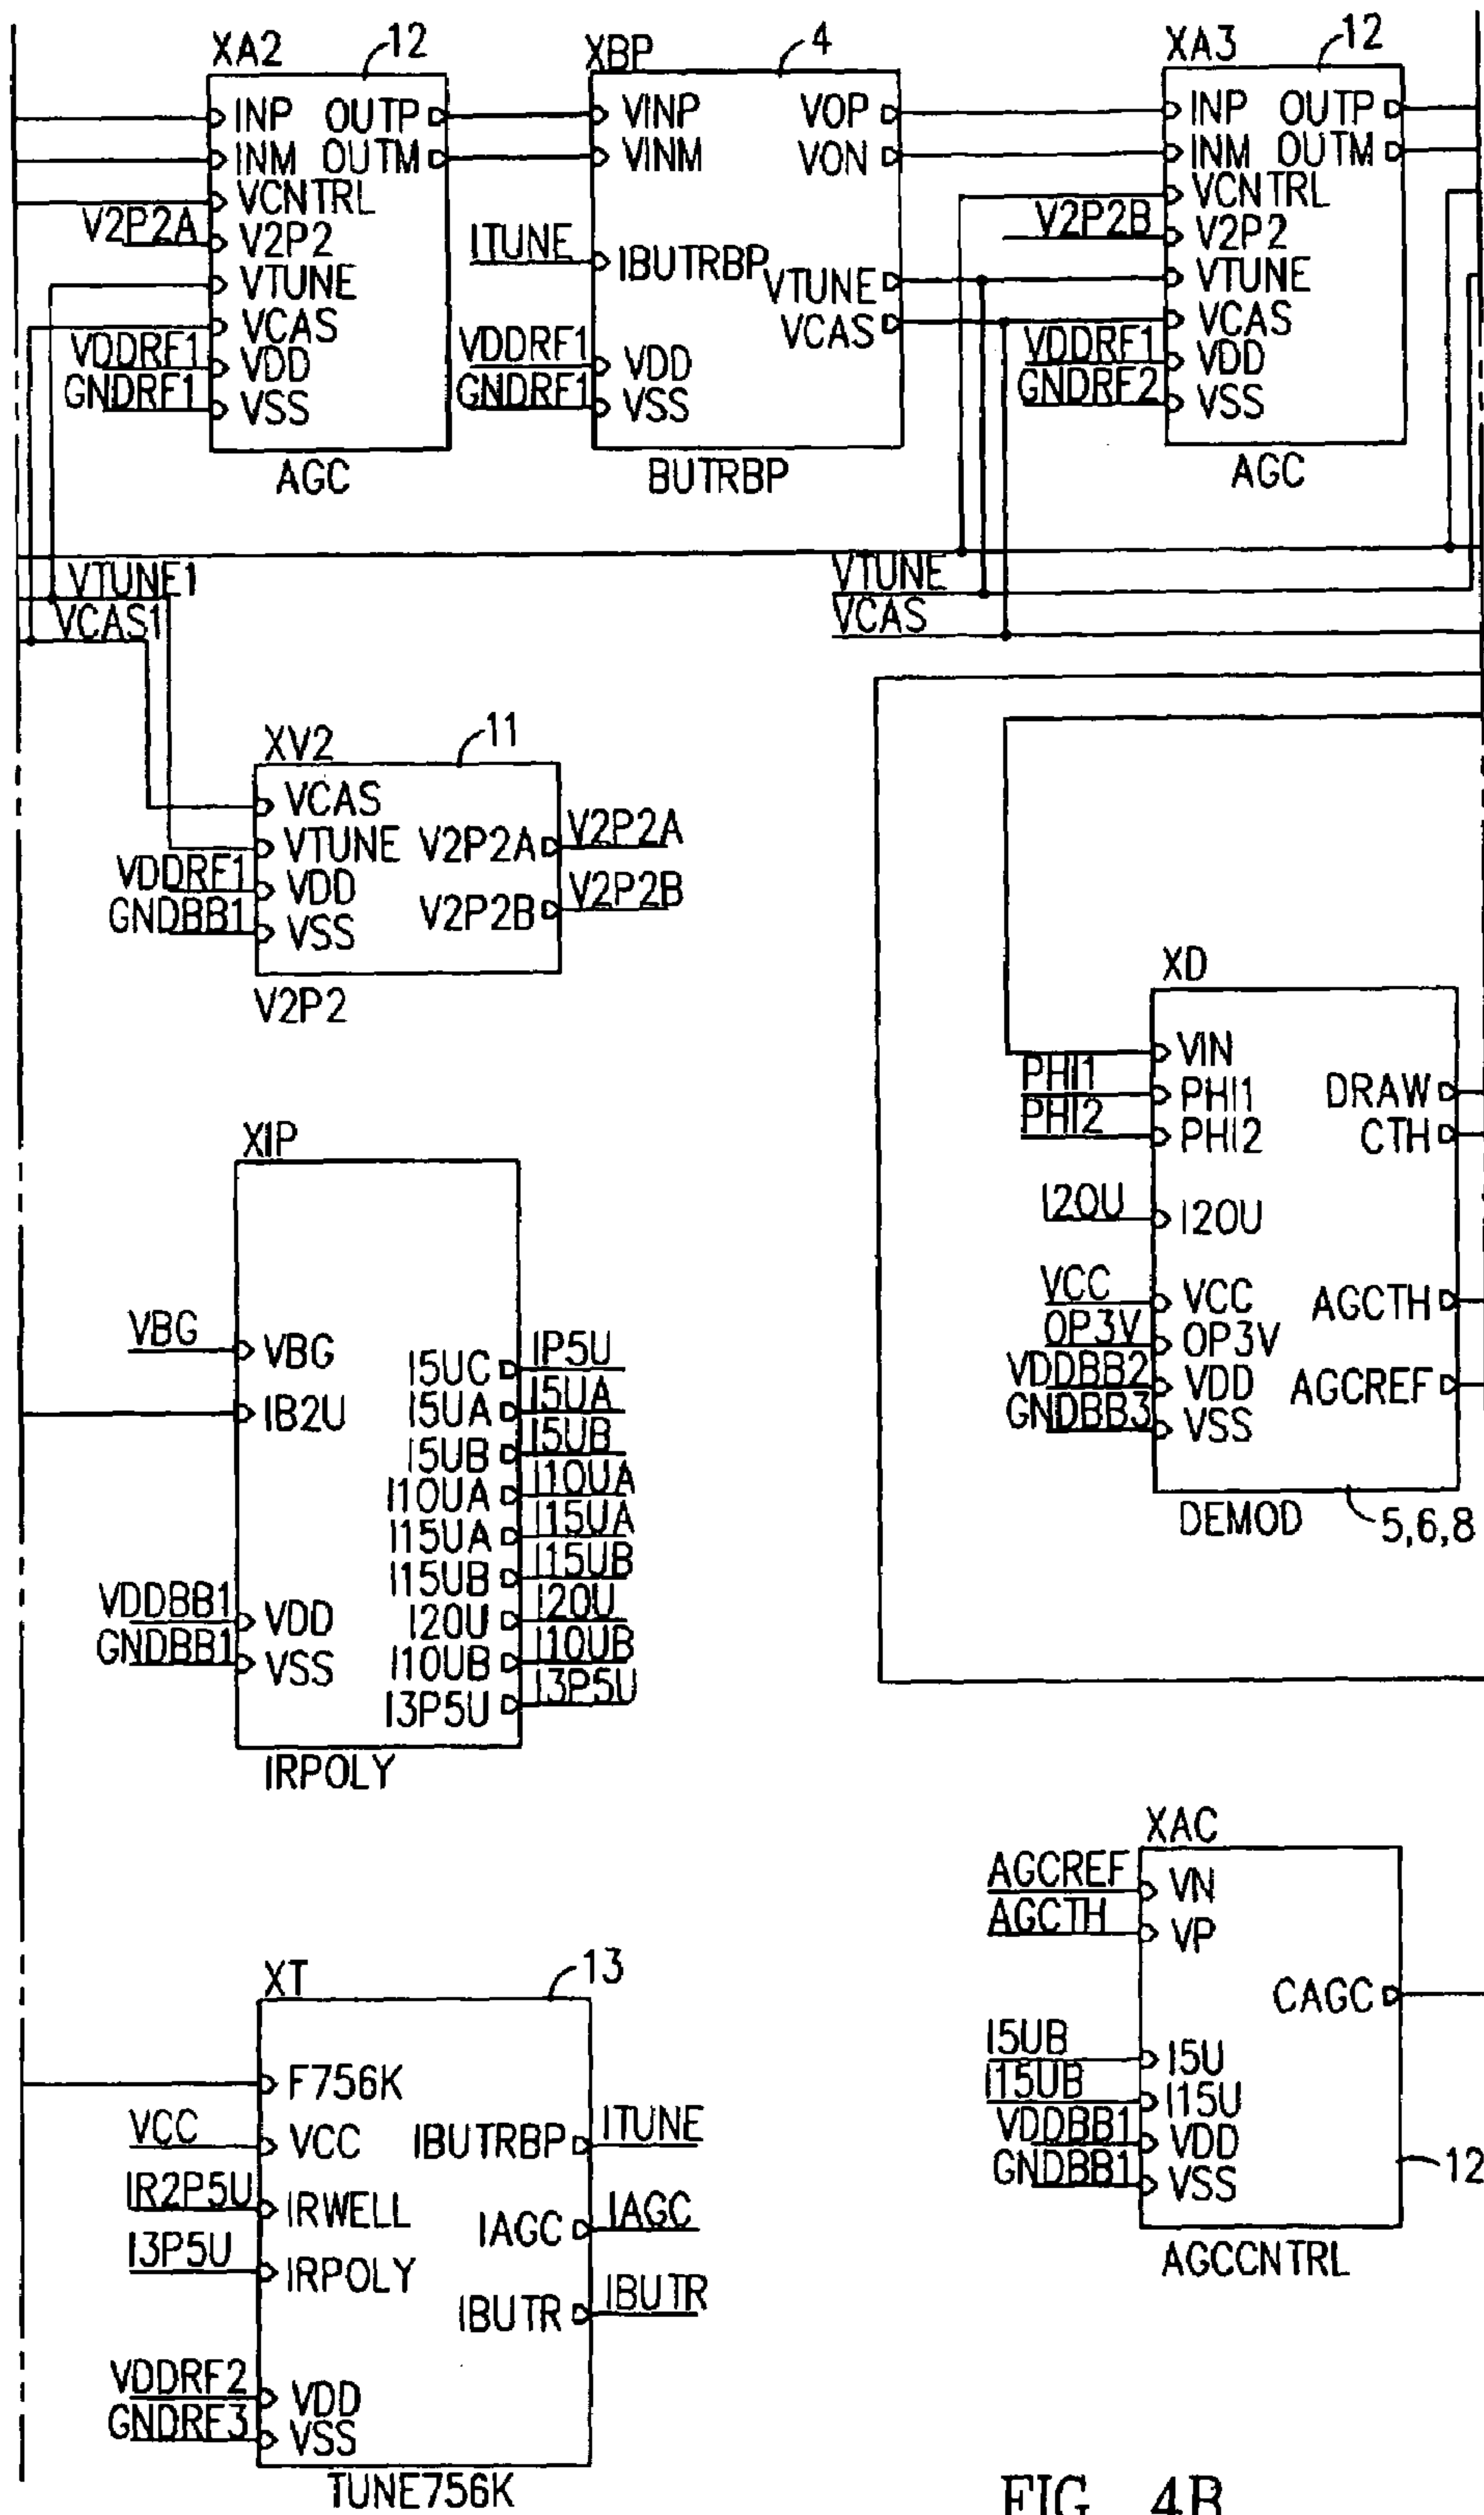 XA2
12
INP OUTP
INM OUTM
VCNTRL
V2P2A
V2P2
VTUNE
VCAS
VDDRF1
VDD
GNDRF1
VSS
AGC
XBP
4
VINP VOP
VINM VON
ITUNE
IBUTRBP
VTUNE
VCAS
VDDRF1
VDD
GNDRF1
VSS
BUTRBP
XA3
12
INP OUTP
INM OUTM
VCNTRL
V2P2B
V2P2
VTUNE
VCAS
VDDRF1
VDD
GNDRF2
VSS
AGC
VTUNE1
VCAS1
VTUNE
VCAS
XV2
11
VCAS
VTUNE V2P2A V2P2A
VDDRF1
VDD
V2P2B V2P2B
GNDBB1
VSS
V2P2
XD
VIN
PHI1
PHI1 DRAW
PHI2
PHI2 CTH
I20U
I20U
VCC
VCC AGCTH
OP3V
OP3V
VDDBB2
VDD AGCREF
GNDBB3
VSS
DEMOD
5,6,8
XIP
VBG
VBG
IB2U
I5UC IP5U
I5UA I5UA
I5UB I5UB
I10UA I10UA
I15UA I15UA
I15UB I15UB
I20U I20U
I10UB I10UB
I3P5U I3P5U
VDDBB1
VDD
GNDBB1
VSS
IRPOLY
XAC
AGCREF
VN
AGCTH
VP
CAGC
I5UB
I5U
I15UB
I15U
VDDBB1
VDD
GNDBB1
VSS
12
AGCCNTRL
XT
13
F756K
VCC
VCC
IBUTRBP ITUNE
IR2P5U
IRWELL
IAGC IAGC
I3P5U
IRPOLY
IBUTR IBUTR
VDDRF2
VDD
GNDRE3
VSS
TUNE756K
FIG. 4B